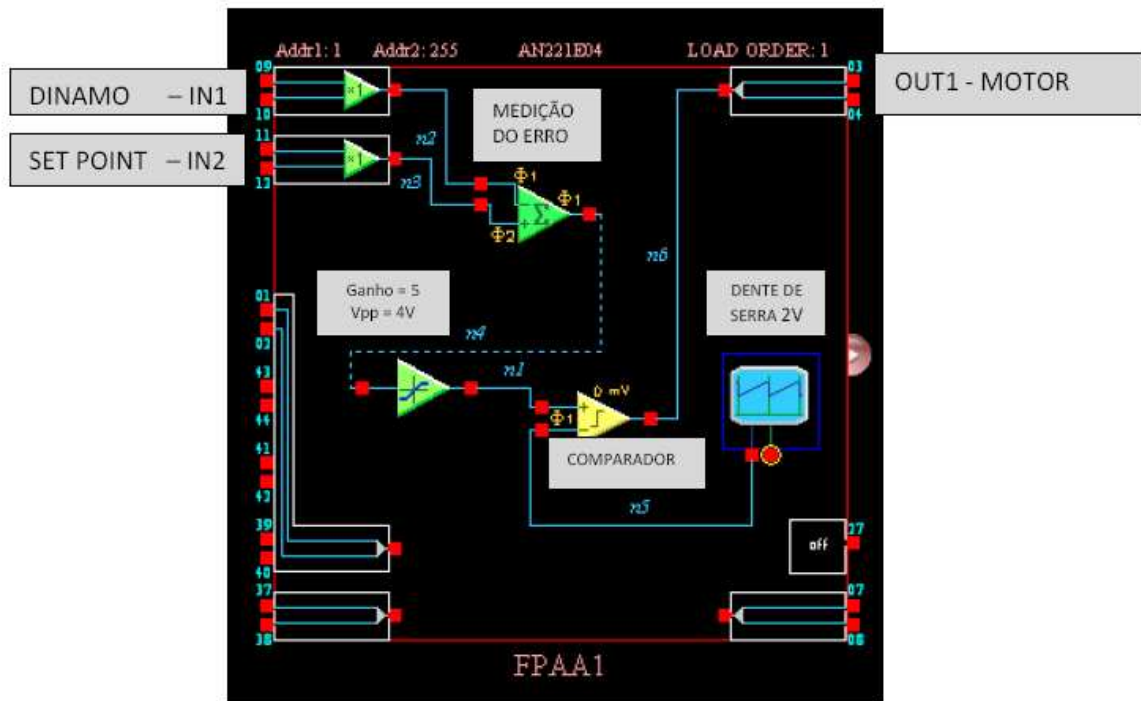 Addr1: 1 Addr2: 255 AN221E04 LOAD ORDER: 1
DINAMO – IN1
SET POINT – IN2
OUT1 - MOTOR
09
10
11
12
x1
x1
n2
n3
MEDIÇÃO
DO ERRO
Φ1
Φ1
Φ2
Σ
03
04
n6
01
02
43
44
41
42
39
40
37
38
Ganho = 5
Vpp = 4V
n4
n1
0 mV
Φ1
COMPARADOR
n5
DENTE DE
SERRA 2V
off
07
08
FPAA1